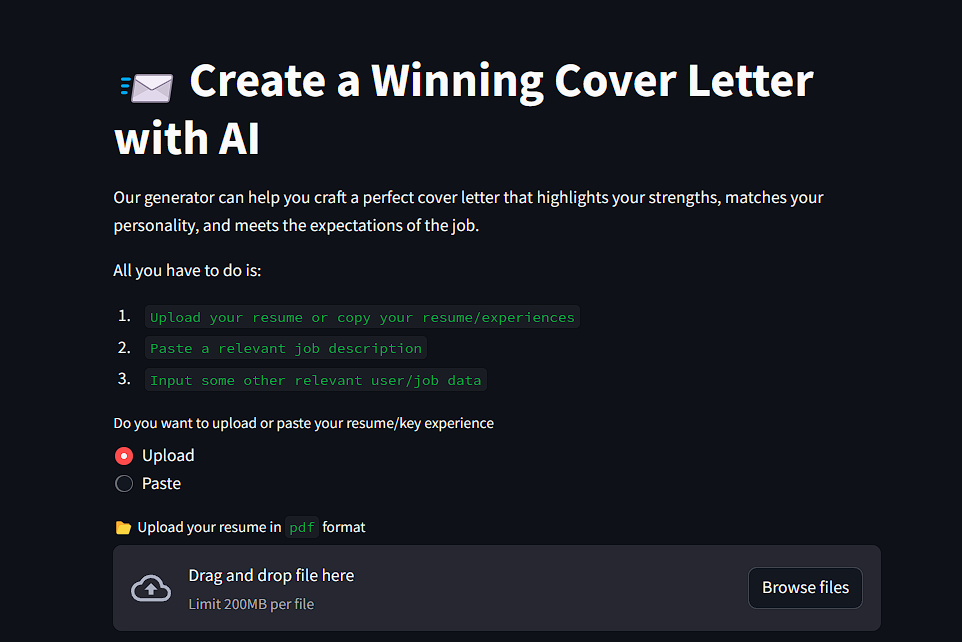 Create a Winning Cover Letter
with AI
Our generator can help you craft a perfect cover letter that highlights your strengths, matches your
personality, and meets the expectations of the job.
All you have to do is:
1. Upload your resume or copy your resume/experiences
2. Paste a relevant job description
3. Input some other relevant user/job data
Do you want to upload or paste your resume/key experience
Upload
Paste
Upload your resume in pdf format
Drag and drop file here
Limit 200MB per file
Browse files